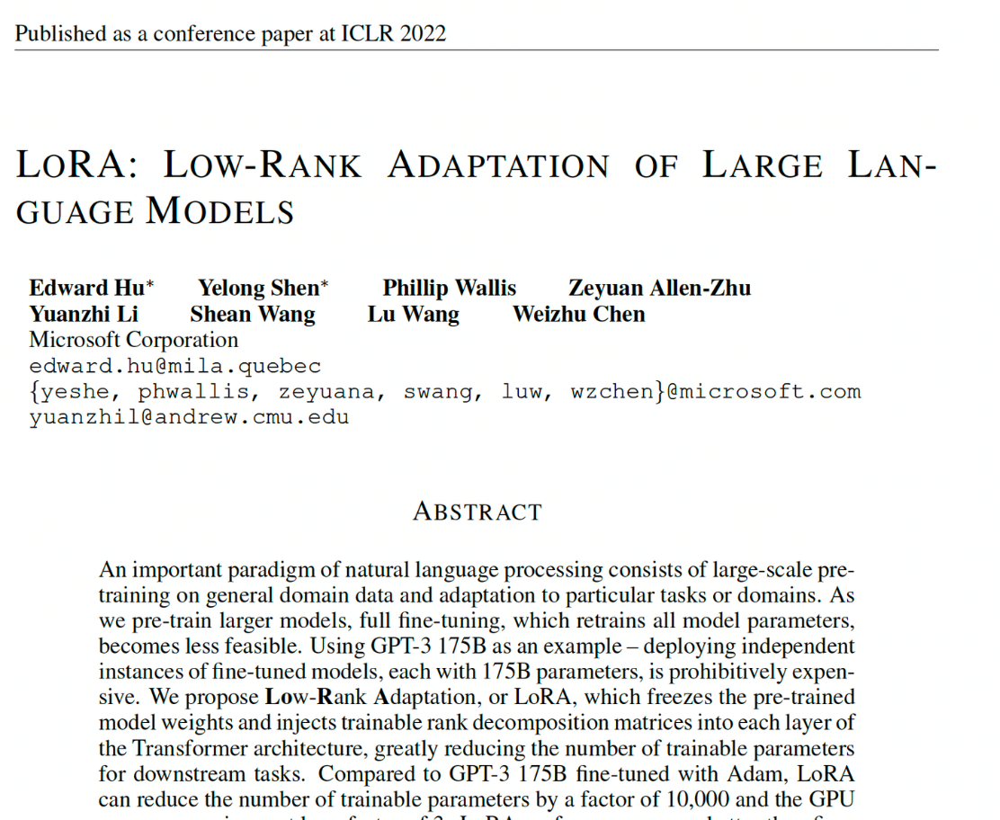 Published as a conference paper at ICLR 2022
LORA: LOW-RANK ADAPTATION OF LARGE LAN-
GUAGE MODELS
Edward Hu* Yelong Shen* Phillip Wallis Zeyuan Allen-Zhu
Yuanzhi Li Shean Wang Lu Wang Weizhu Chen
Microsoft Corporation
edward.hu@mila.quebec
{yeshe, phwallis, zeyuana, swang, luw, wzchen}@microsoft.com
yuanzhil@andrew.cmu.edu
ABSTRACT
An important paradigm of natural language processing consists of large-scale pre-
training on general domain data and adaptation to particular tasks or domains. As
we pre-train larger models, full fine-tuning, which retrains all model parameters,
becomes less feasible. Using GPT-3 175B as an example – deploying independent
instances of fine-tuned models, each with 175B parameters, is prohibitively expen-
sive. We propose Low-Rank Adaptation, or LoRA, which freezes the pre-trained
model weights and injects trainable rank decomposition matrices into each layer of
the Transformer architecture, greatly reducing the number of trainable parameters
for downstream tasks. Compared to GPT-3 175B fine-tuned with Adam, LoRA
can reduce the number of trainable parameters by a factor of 10,000 and the GPU